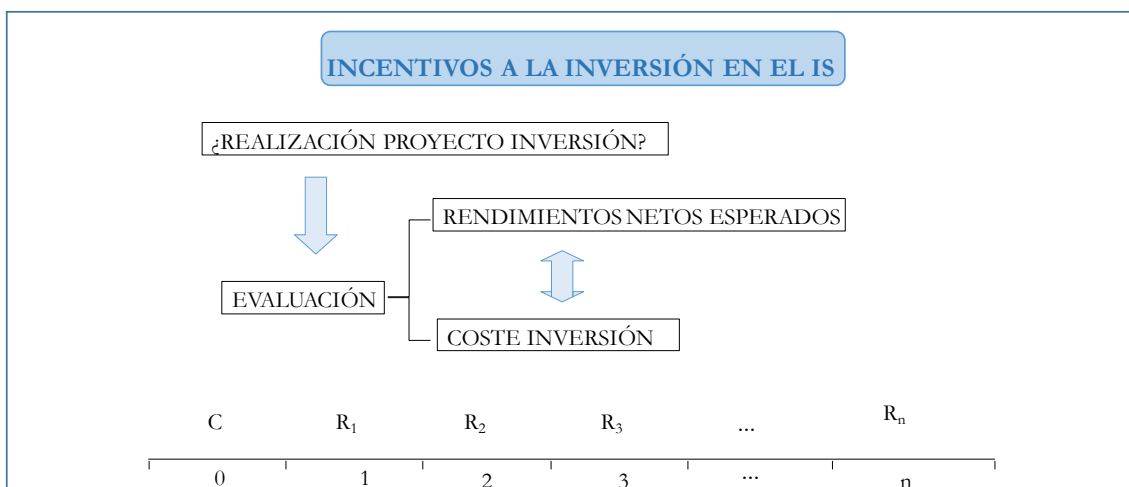 INCENTIVOS A LA INVERSIÓN EN EL IS
¿REALIZACIÓN PROYECTO INVERSIÓN?
RENDIMIENTOS NETOS ESPERADOS
EVALUACIÓN
COSTE INVERSIÓN
C R₁ R₂ R₃ ... Rₙ
0 1 2 3 ... n